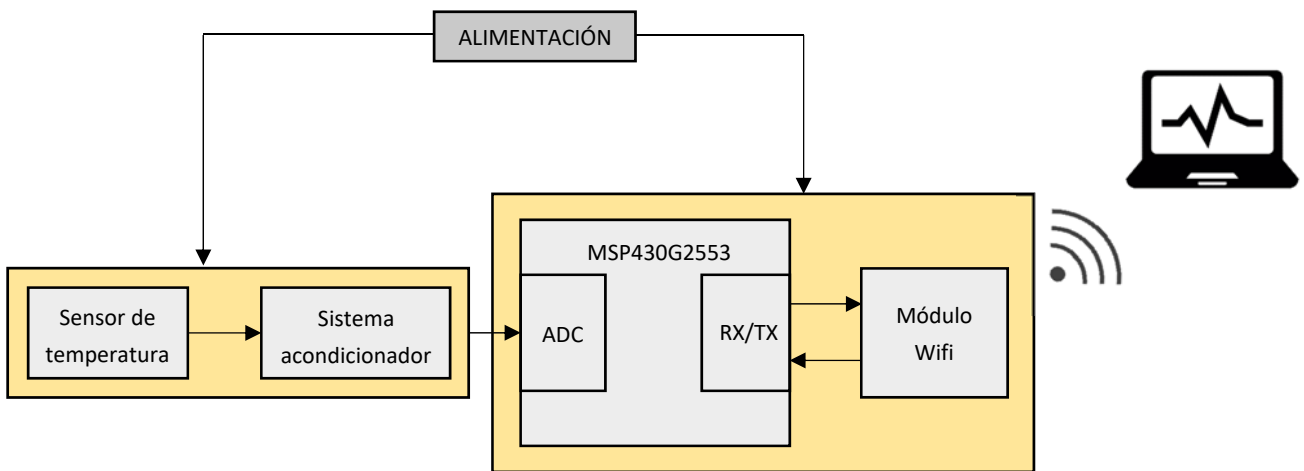 ALIMENTACIÓN
MSP430G2553
Sensor de
temperatura
Sistema
acondicionador
ADC
RX/TX
Módulo
Wifi